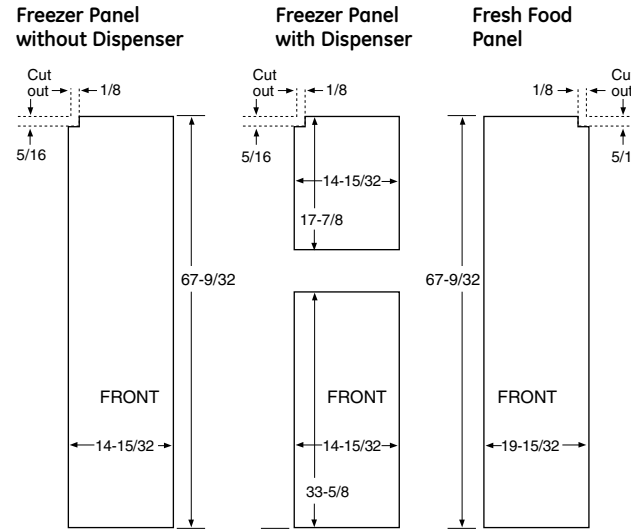 Freezer Panel
without Dispenser
Freezer Panel
with Dispenser
Fresh Food
Panel
Cut
out
1/8
5/16
67-9/32
FRONT
14-15/32
Cut
out
1/8
5/16
14-15/32
17-7/8
FRONT
14-15/32
33-5/8
1/8
Cut
out
5/1
67-9/32
FRONT
19-15/32